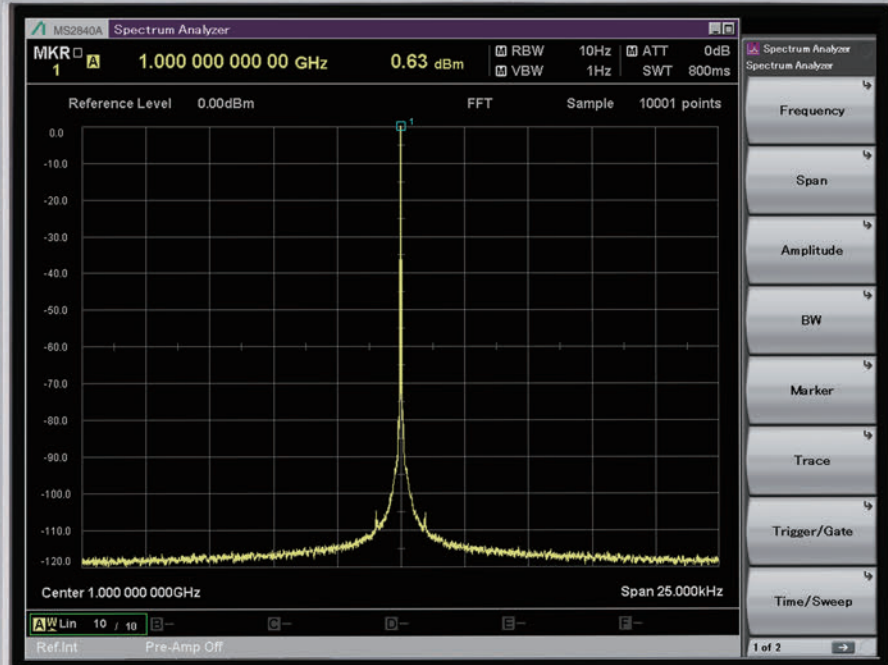 MS2840A Spectrum Analyzer
MKR A 1.000 000 000 00 GHz 0.63 dBm M RBW 10Hz M ATT 0dB
1 M VBW 1Hz SWT 800ms
Reference Level 0.00dBm FFT Sample 10001 points
1
0.0
-10.0
-20.0
-30.0
-40.0
-50.0
-60.0
-70.0
-80.0
-90.0
-100.0
-110.0
-120.0
Center 1.000 000 000GHz Span 25.000kHz
A W Lin 10 / 10 B- C- D- E- F-
Ref.Int Pre-Amp Off
Spectrum Analyzer
Spectrum Analyzer
Frequency
Span
Amplitude
BW
Marker
Trace
Trigger/Gate
Time/Sweep
1 of 2